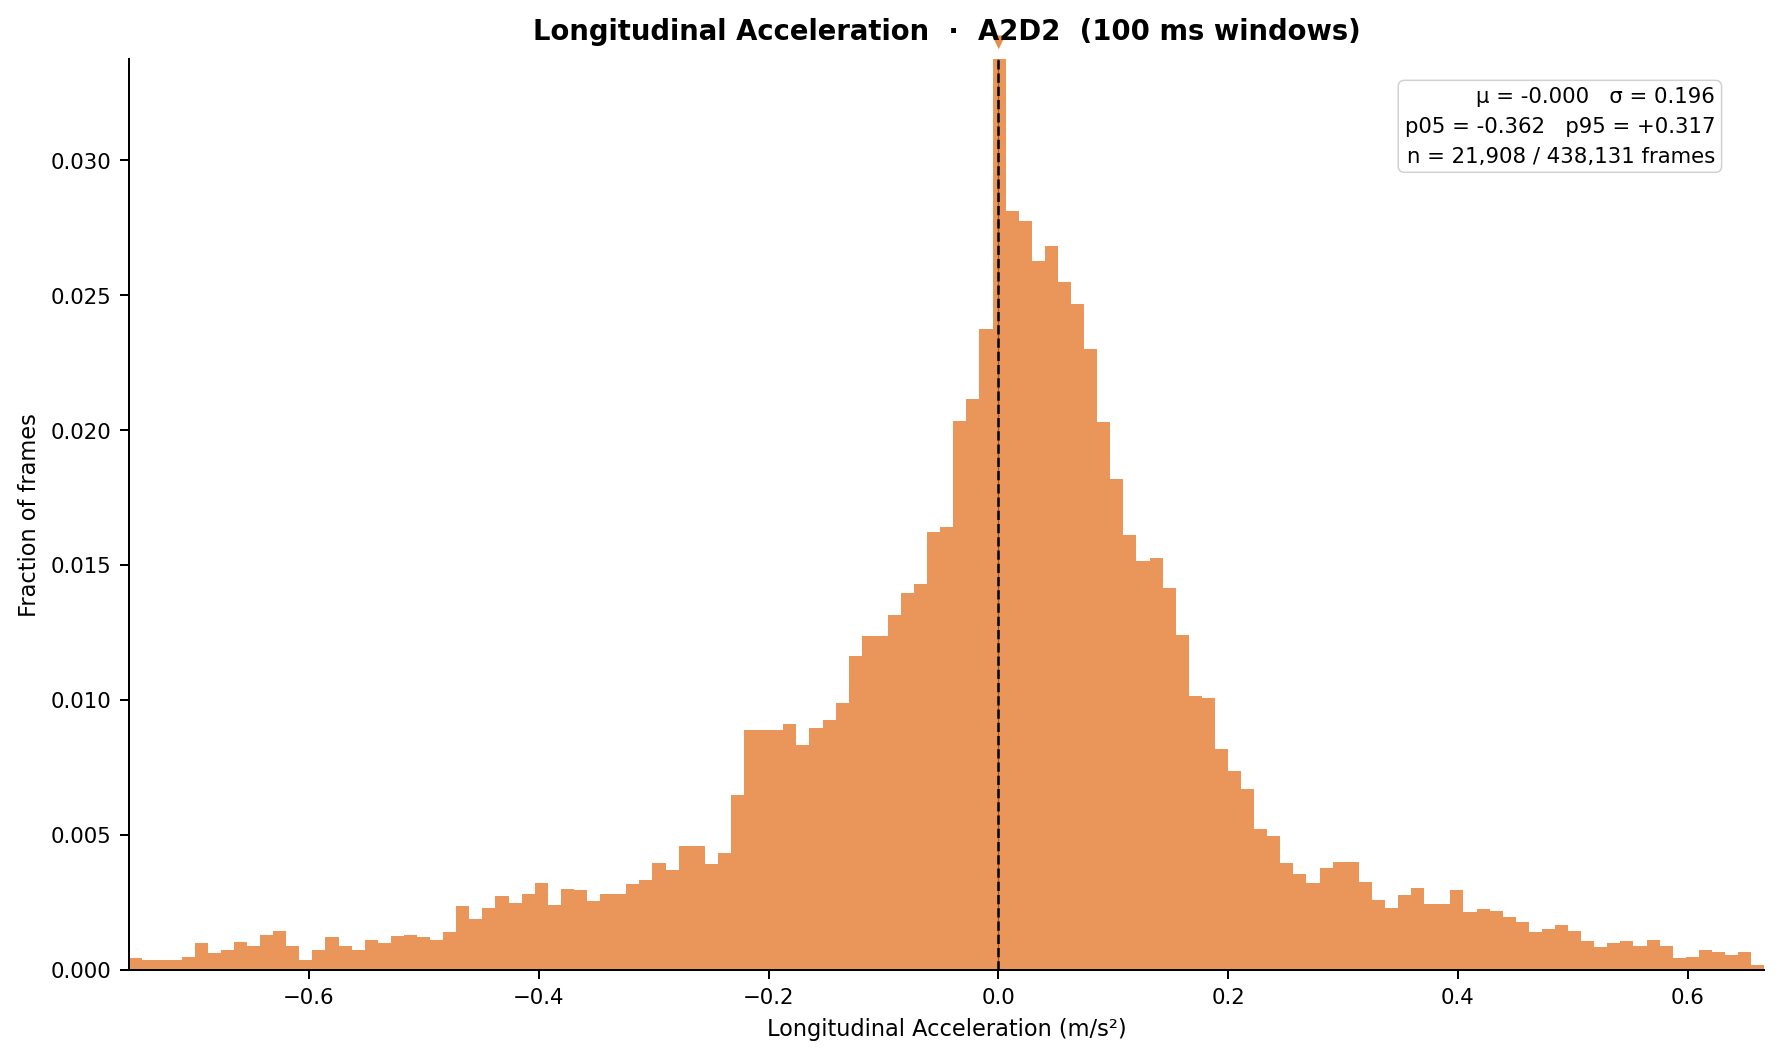 Longitudinal Acceleration · A2D2 (100 ms windows)
μ = -0.000 σ = 0.196
p05 = -0.362 p95 = +0.317
n = 21,908 / 438,131 frames
Fraction of frames
0.030
0.025
0.020
0.015
0.010
0.005
0.000
−0.6 −0.4 −0.2 0.0 0.2 0.4 0.6
Longitudinal Acceleration (m/s²)